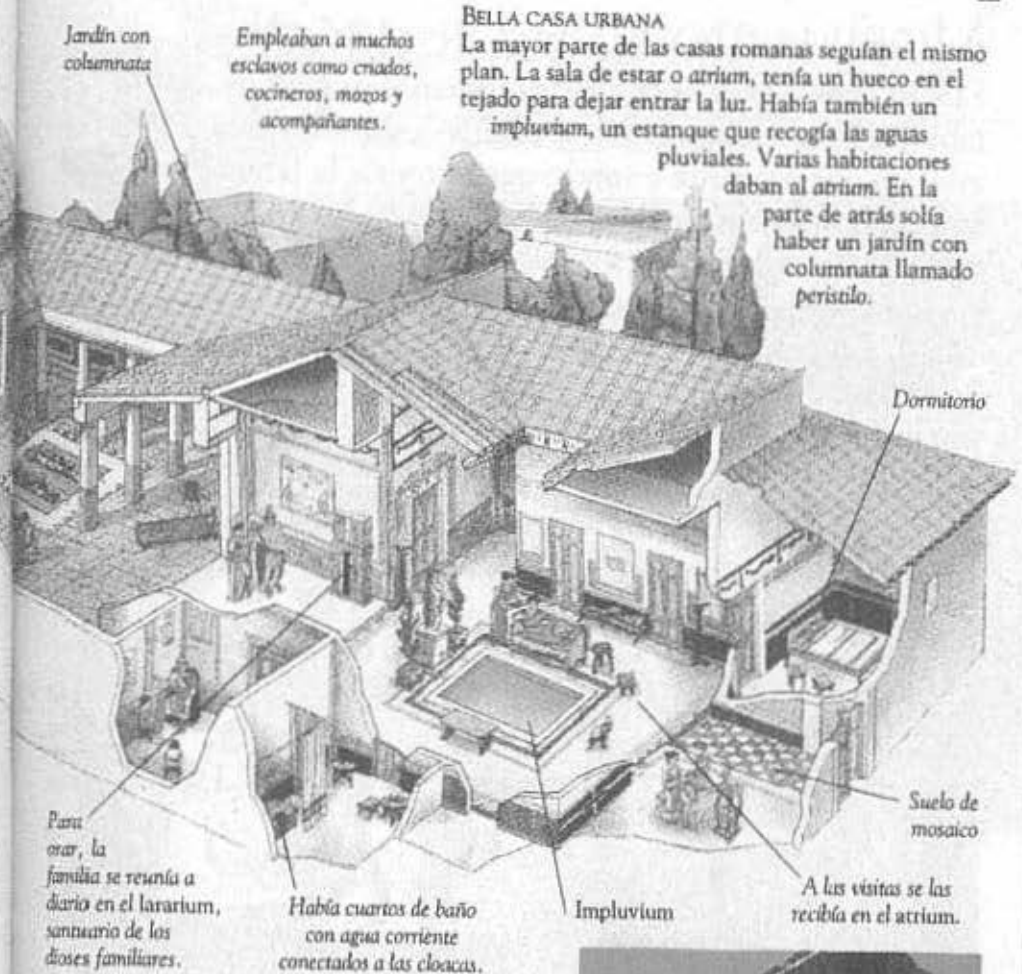 BELLA CASA URBANA
La mayor parte de las casas romanas seguían el mismo
plan. La sala de estar o atrium, tenía un hueco en el
tejado para dejar entrar la luz. Había también un
impluvium, un estanque que recogía las aguas
pluviales. Varias habitaciones
daban al atrium. En la
parte de atrás solía
haber un jardín con
columnata llamado
peristilo.
Jardín con
columnata
Empleaban a muchos
esclavos como criados,
cocineros, mozos y
acompañantes.
Dormitorio
Suelo de
mosaico
A las visitas se las
recibía en el atrium.
Impluvium
Había cuartos de baño
con agua corriente
conectados a las cloacas.
Para
orar, la
familia se reunía a
diario en el lararium,
santuario de los
dioses familiares.